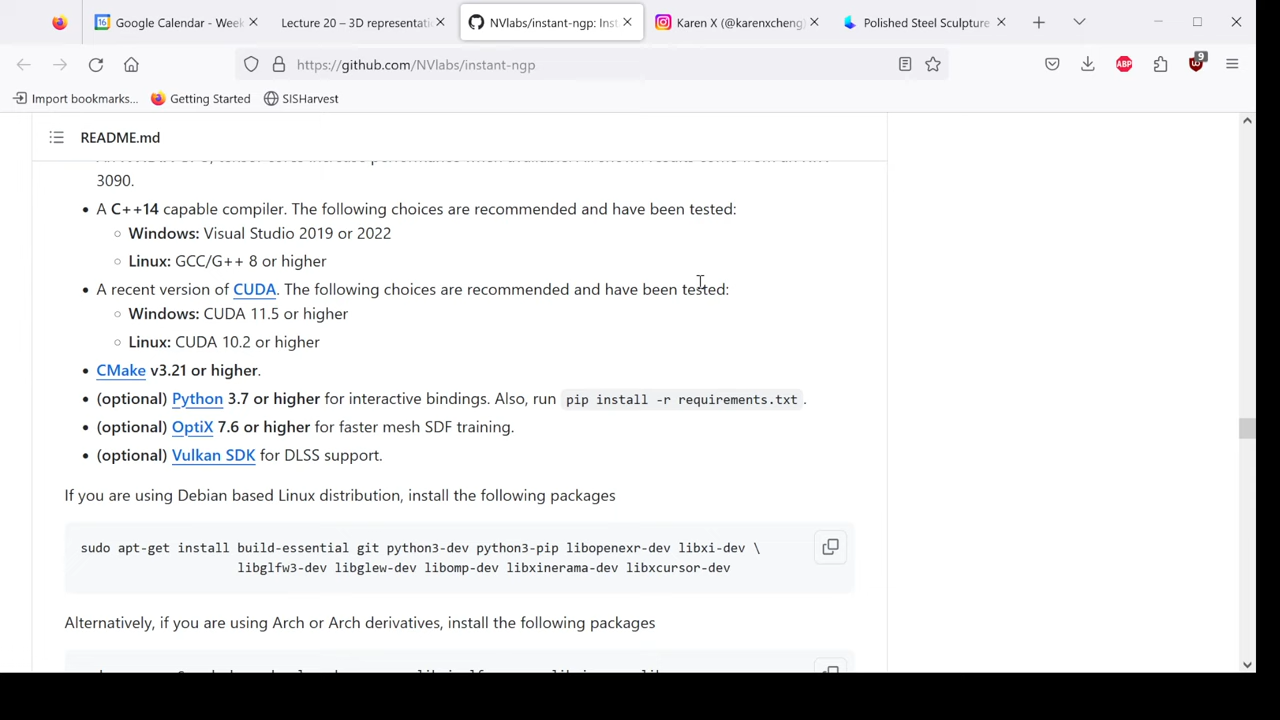 Google Calendar - Week
Lecture 20 – 3D representati
NVlabs/instant-ngp: Inst
Karen X (@karenxcheng)
Polished Steel Sculpture
https://github.com/NVlabs/instant-ngp
ABP
9
Import bookmarks...
Getting Started
SISHarvest
README.md
3090.
• A C++14 capable compiler. The following choices are recommended and have been tested:
○ Windows: Visual Studio 2019 or 2022
○ Linux: GCC/G++ 8 or higher
• A recent version of CUDA. The following choices are recommended and have been tested:
○ Windows: CUDA 11.5 or higher
○ Linux: CUDA 10.2 or higher
• CMake v3.21 or higher.
• (optional) Python 3.7 or higher for interactive bindings. Also, run pip install -r requirements.txt.
• (optional) OptiX 7.6 or higher for faster mesh SDF training.
• (optional) Vulkan SDK for DLSS support.
If you are using Debian based Linux distribution, install the following packages
sudo apt-get install build-essential git python3-dev python3-pip libopenexr-dev libxi-dev \
libglfw3-dev libglew-dev libomp-dev libxinerama-dev libxcursor-dev
Alternatively, if you are using Arch or Arch derivatives, install the following packages